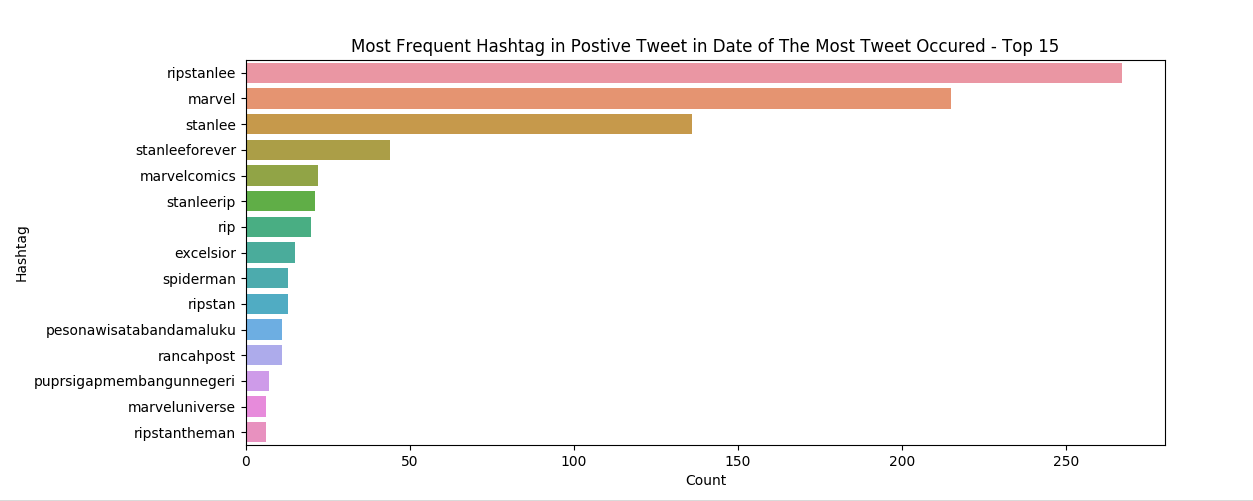 Most Frequent Hashtag in Postive Tweet in Date of The Most Tweet Occured - Top 15
Hashtag
ripstanlee
marvel
stanlee
stanleeforever
marvelcomics
stanleerip
rip
excelsior
spiderman
ripstan
pesonawisatabandamaluku
rancahpost
puprsigapmembangunnegeri
marveluniverse
ripstantheman
0 50 100 150 200 250
Count